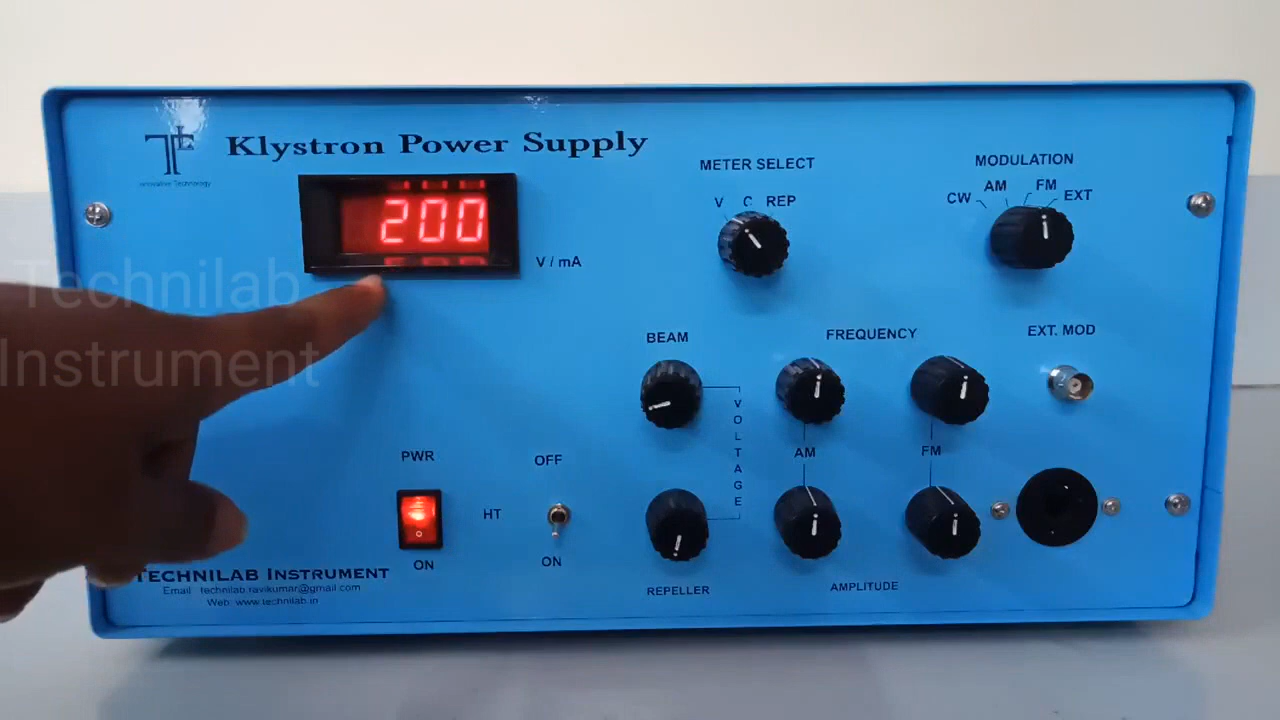 Klystron Power Supply
Innovative Technology
200
V / mA
METER SELECT
V C REP
MODULATION
CW AM FM EXT
Technilab
Instrument
BEAM
FREQUENCY
EXT. MOD
VOLTAGE
AM
FM
PWR
ON
HT
OFF
ON
REPELLER
AMPLITUDE
TECHNILAB INSTRUMENT
Email technilab.ravikumar@gmail.com
Web: www.technilab.in